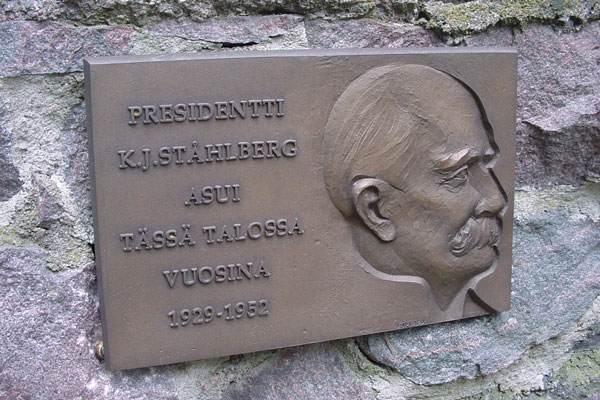 PRESIDENTTI
K.J.STÅHLBERG
ASUI
TÄSSÄ TALOSSA
VUOSINA
1929-1952